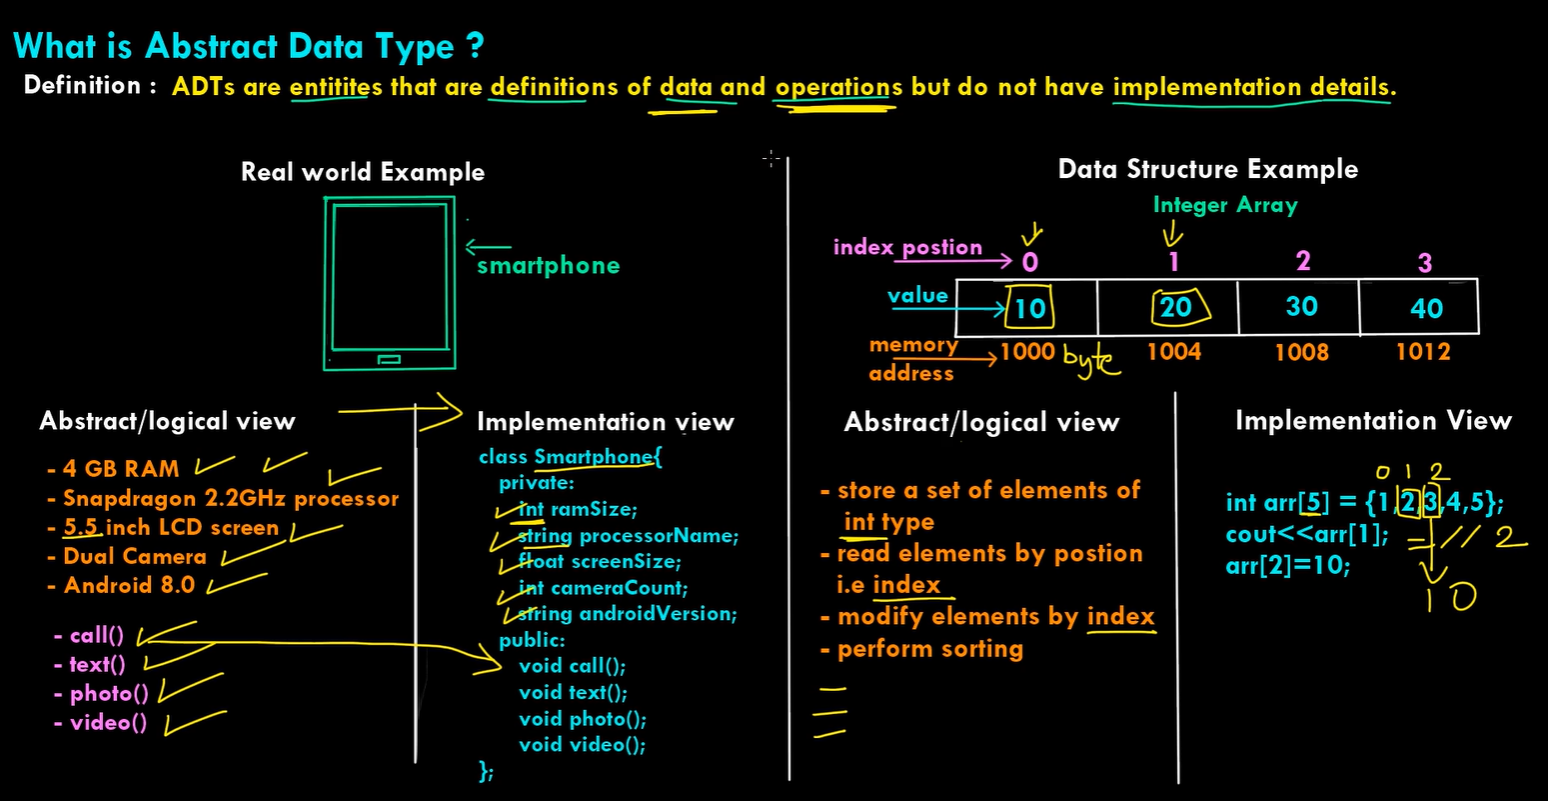 What is Abstract Data Type ?
Definition : ADTs are entitites that are definitions of data and operations but do not have implementation details.
Real world Example
smartphone
Abstract/logical view
- 4 GB RAM
- Snapdragon 2.2GHz processor
- 5.5 inch LCD screen
- Dual Camera
- Android 8.0
- call()
- text()
- photo()
- video()
Implementation view
class Smartphone{
private:
int ramSize;
string processorName;
float screenSize;
int cameraCount;
string androidVersion;
public:
void call();
void text();
void photo();
void video();
};
Data Structure Example
Integer Array
index postion 0 1 2 3
value 10 20 30 40
memory address 1000 byte 1004 1008 1012
Abstract/logical view
- store a set of elements of
int type
- read elements by postion
i.e index
- modify elements by index
- perform sorting
Implementation View
0 1 2
int arr[5] = {1,2,3,4,5};
cout<<arr[1]; = // 2
arr[2]=10;
10